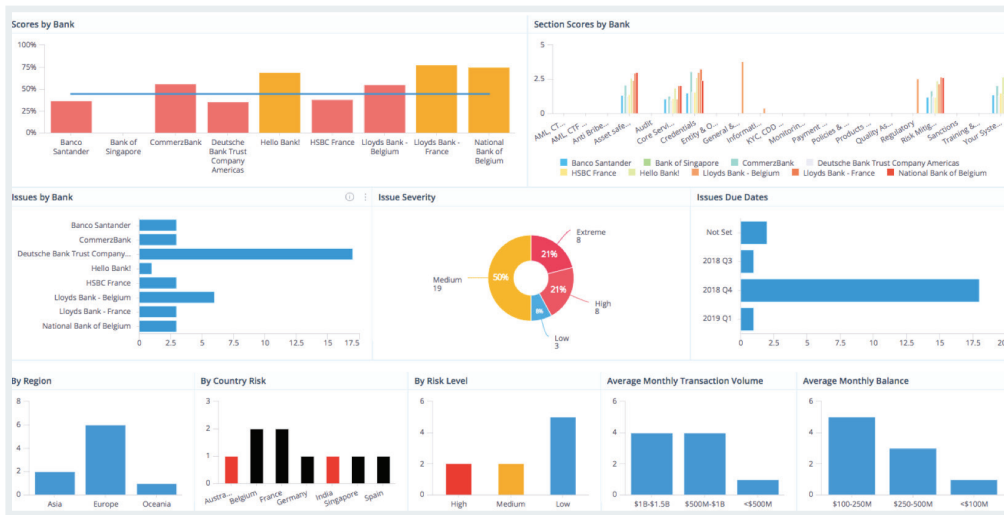 Scores by Bank
100%
75%
50%
25%
0%
Banco Santander
Bank of Singapore
CommerzBank
Deutsche Bank Trust Company Americas
Hello Bank!
HSBC France
Lloyds Bank - Belgium
Lloyds Bank - France
National Bank of Belgium
Section Scores by Bank
5
2.5
0
AML, CT...
AML, CTF ...
Anti Bribe...
Asset safe...
Audit
Core Servi...
Credentials
Entity & O...
General &...
Informati...
KYC, CDD ...
Monitorin...
Payment ...
Policies & ...
Products ...
Quality M...
Regulatory
Risk Mitig...
Sanctions
Training &...
Your Syste...
Banco Santander
Bank of Singapore
CommerzBank
Deutsche Bank Trust Company Americas
HSBC France
Hello Bank!
Lloyds Bank - Belgium
Lloyds Bank - France
National Bank of Belgium
Issues by Bank
Banco Santander
CommerzBank
Deutsche Bank Trust Company...
Hello Bank!
HSBC France
Lloyds Bank - Belgium
Lloyds Bank - France
National Bank of Belgium
0 2.5 5 7.5 10 12.5 15 17.5
Issue Severity
Extreme
8
21%
Medium
19
50%
21%
High
8
8%
Low
3
Issues Due Dates
Not Set
2018 Q3
2018 Q4
2019 Q1
0 2.5 5 7.5 10 12.5 15 17.5 20
By Region
8
6
4
2
0
Asia Europe Oceania
By Country Risk
3
2
1
0
Austra... Belgium France Germany India Singapore Spain
By Risk Level
6
4
2
0
High Medium Low
Average Monthly Transaction Volume
6
4
2
0
$1B-$1.5B $500M-$1B <$500M
Average Monthly Balance
6
4
2
0
$100-250M $250-500M <$100M